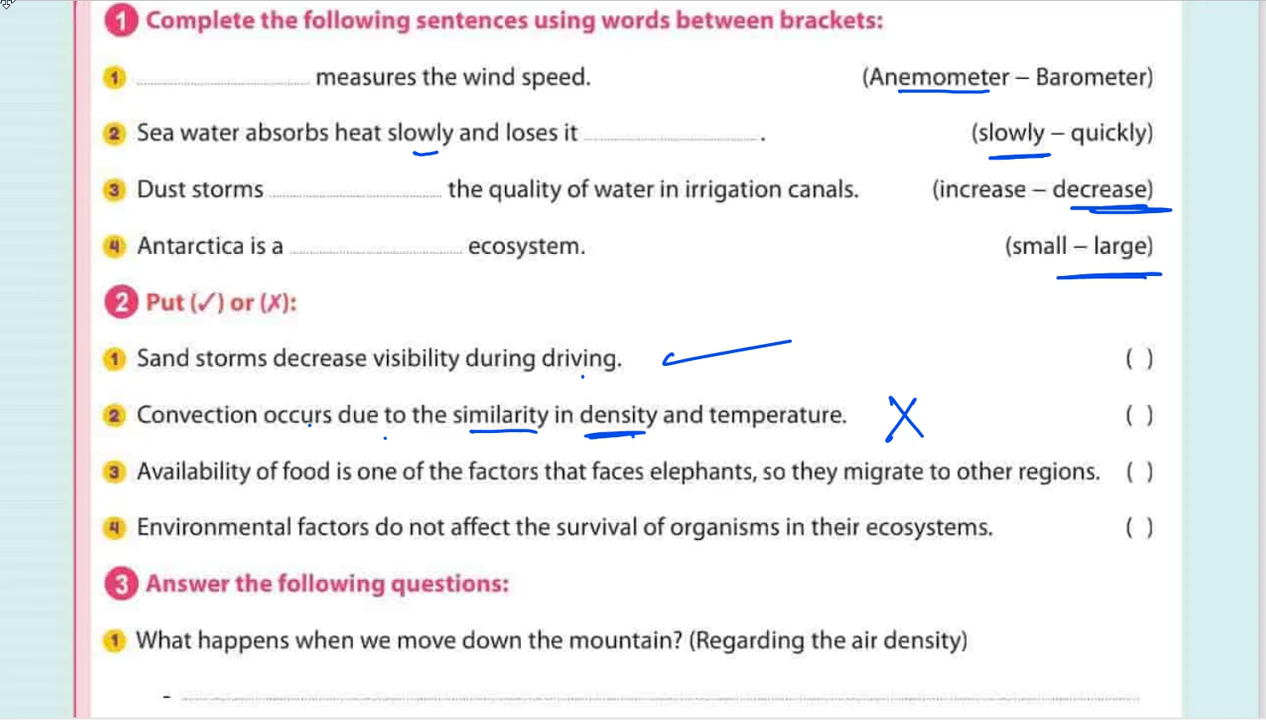 1 Complete the following sentences using words between brackets:
1 ........................ measures the wind speed. (Anemometer – Barometer)
2 Sea water absorbs heat slowly and loses it ........................ . (slowly – quickly)
3 Dust storms ........................ the quality of water in irrigation canals. (increase – decrease)
4 Antarctica is a ........................ ecosystem. (small – large)
2 Put (✓) or (✗):
1 Sand storms decrease visibility during driving. ✓ ( )
2 Convection occurs due to the similarity in density and temperature. X ( )
3 Availability of food is one of the factors that faces elephants, so they migrate to other regions. ( )
4 Environmental factors do not affect the survival of organisms in their ecosystems. ( )
3 Answer the following questions:
1 What happens when we move down the mountain? (Regarding the air density)
- ........................